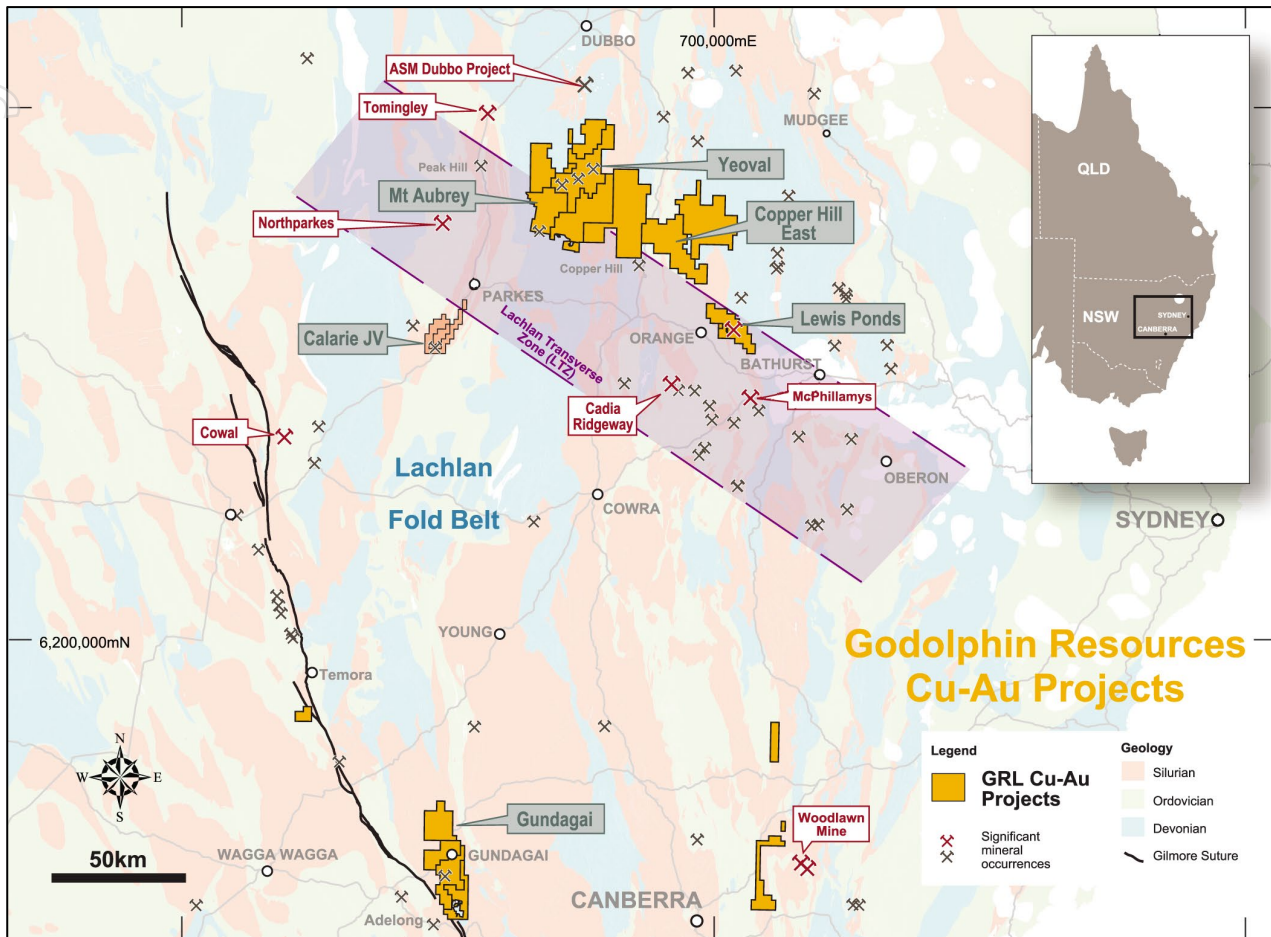 DUBBO
700,000mE
ASM Dubbo Project
Tomingley
MUDGEE
Peak Hill
Yeoval
Mt Aubrey
Northparkes
Copper Hill
East
Copper Hill
PARKES
Lachlan Transverse
Zone (LTZ)
Calarie JV
ORANGE
Lewis Ponds
BATHURST
McPhillamys
Cadia
Ridgeway
Cowal
OBERON
Lachlan
Fold Belt
COWRA
SYDNEY
QLD
NSW
SYDNEY
CANBERRA
6,200,000mN
YOUNG
Temora
Godolphin Resources
Cu-Au Projects
N
W
E
S
50km
WAGGA WAGGA
Gundagai
GUNDAGAI
Adelong
CANBERRA
Woodlawn
Mine
Legend
GRL Cu-Au
Projects
Significant
mineral
occurrences
Geology
Silurian
Ordovician
Devonian
Gilmore Suture